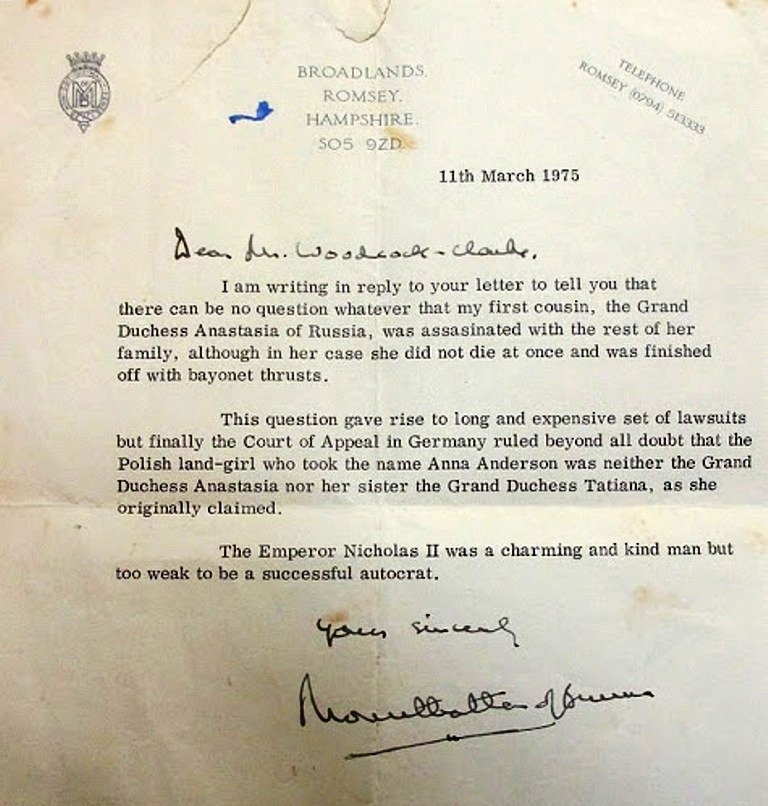 BROADLANDS.
ROMSEY.
HAMPSHIRE.
SO5 9ZD.
TELEPHONE
ROMSEY (0794) 513333
11th March 1975
Dear Mr. Woodcock-Clarke,
I am writing in reply to your letter to tell you that
there can be no question whatever that my first cousin, the Grand
Duchess Anastasia of Russia, was assasinated with the rest of her
family, although in her case she did not die at once and was finished
off with bayonet thrusts.
This question gave rise to long and expensive set of lawsuits
but finally the Court of Appeal in Germany ruled beyond all doubt that the
Polish land-girl who took the name Anna Anderson was neither the Grand
Duchess Anastasia nor her sister the Grand Duchess Tatiana, as she
originally claimed.
The Emperor Nicholas II was a charming and kind man but
too weak to be a successful autocrat.
Yours sincerely
Mountbatten of Burma